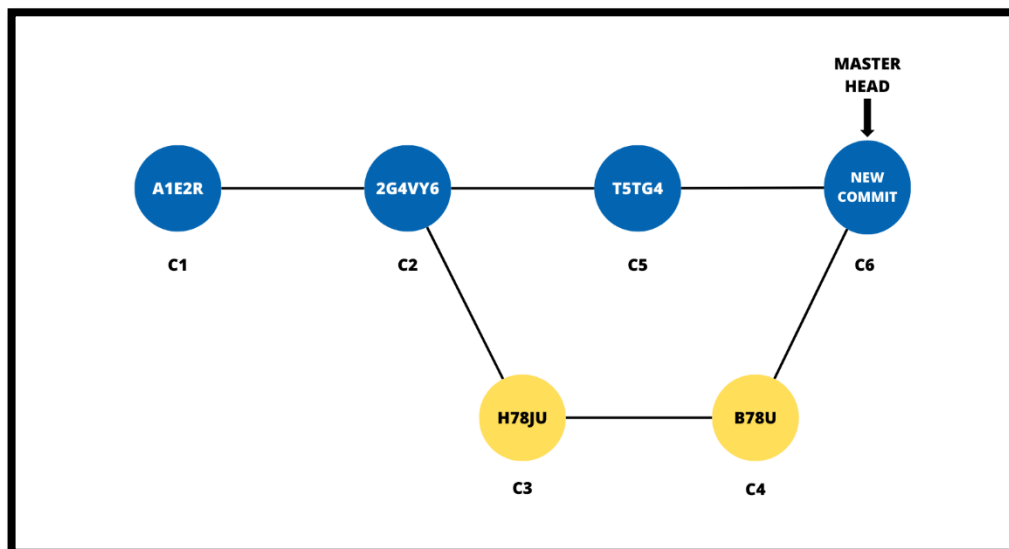 MASTER
HEAD
A1E2R
2G4VY6
T5TG4
NEW
COMMIT
C1
C2
C5
C6
H78JU
B78U
C3
C4